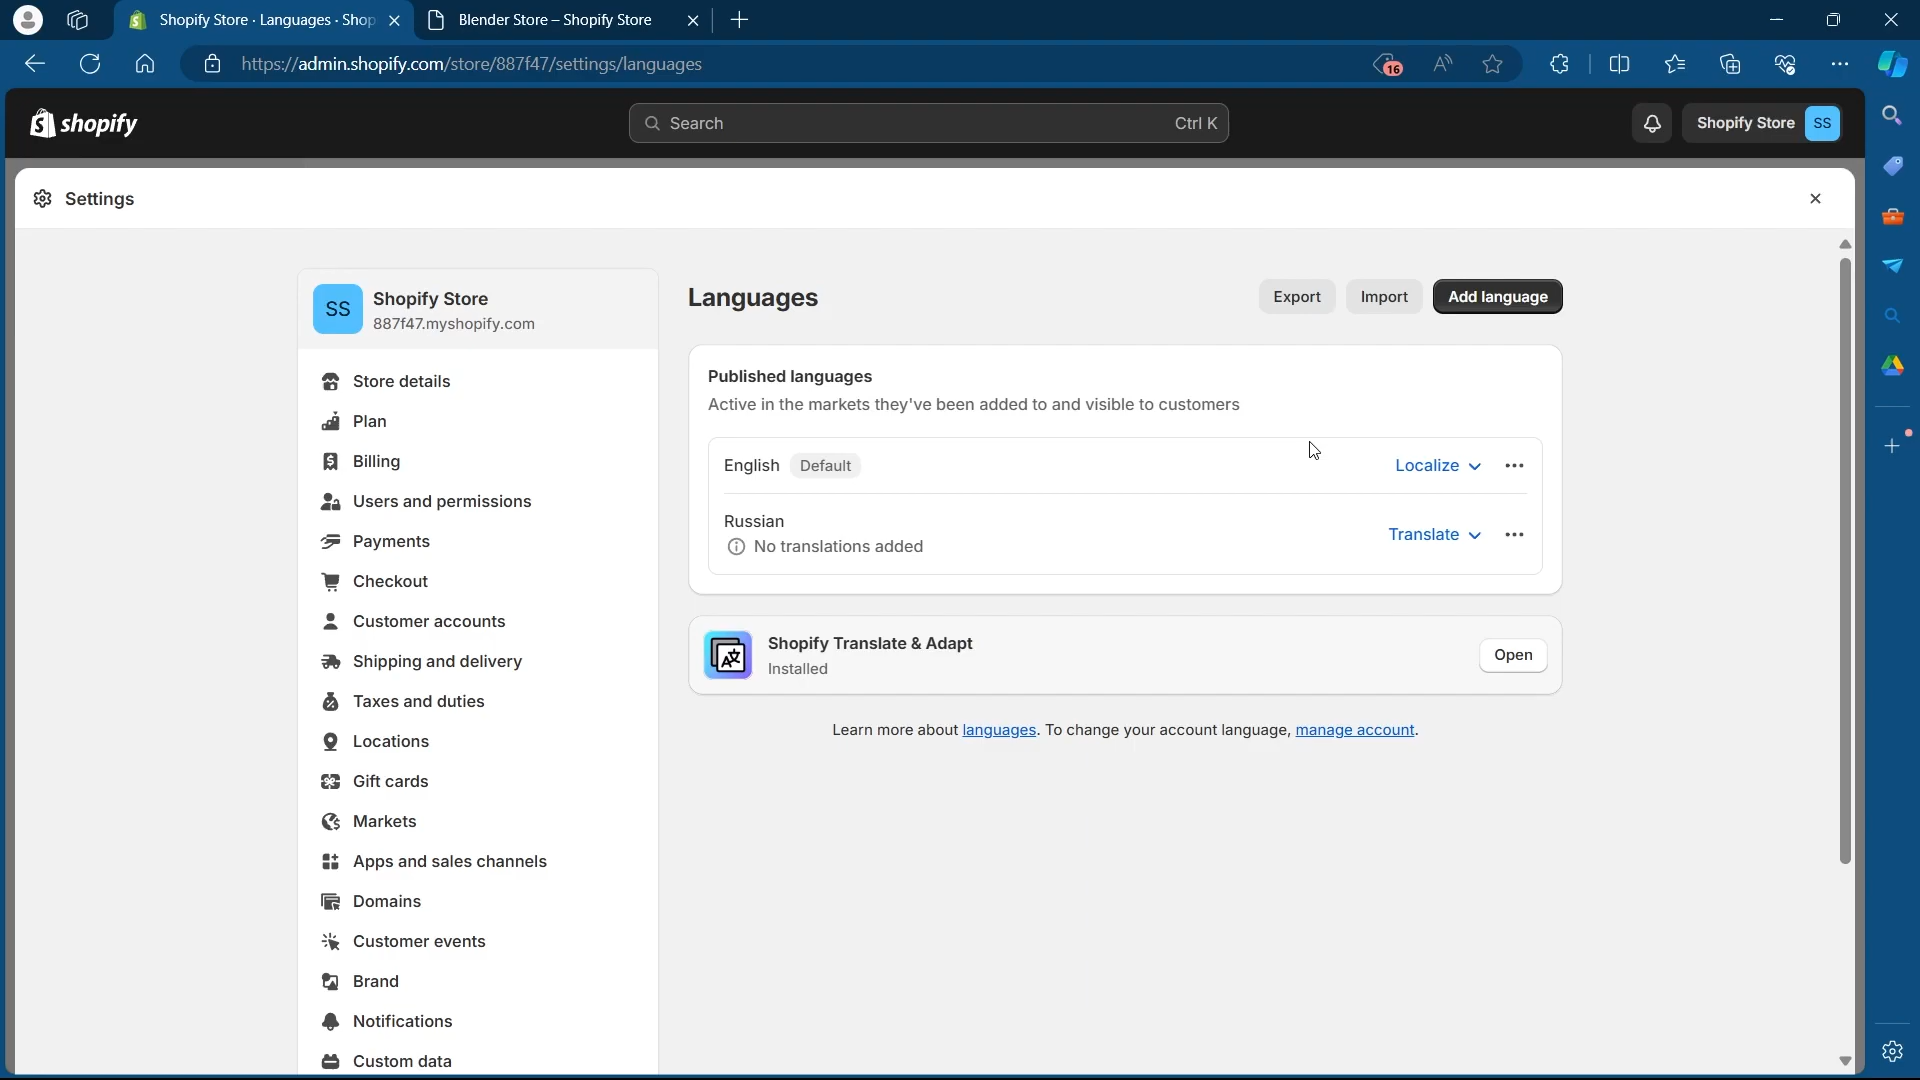 Shopify Store · Languages · Shop
Blender Store – Shopify Store
https://admin.shopify.com/store/887f47/settings/languages
16
shopify
Search
Ctrl K
Shopify Store
SS
Settings
SS
Shopify Store
887f47.myshopify.com
Store details
Plan
Billing
Users and permissions
Payments
Checkout
Customer accounts
Shipping and delivery
Taxes and duties
Locations
Gift cards
Markets
Apps and sales channels
Domains
Customer events
Brand
Notifications
Custom data
Languages
Export
Import
Add language
Published languages
Active in the markets they've been added to and visible to customers
English Default
Localize
Russian
No translations added
Translate
Shopify Translate & Adapt
Installed
Open
Learn more about languages. To change your account language, manage account.